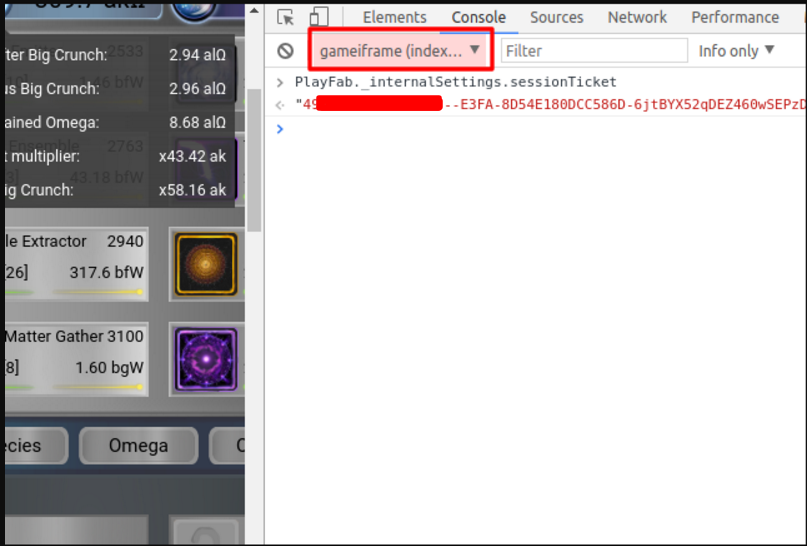 Elements Console Sources Network Performance
gameiframe (index... ▼ Filter Info only ▼
> PlayFab._internalSettings.sessionTicket
"49 --E3FA-8D54E180DCC586D-6jtBYX52qDEZ460wSEPzD
>
fter Big Crunch: 2.94 alΩ
us Big Crunch: 2.96 alΩ
ained Omega: 8.68 alΩ
t multiplier: x43.42 ak
ig Crunch: x58.16 ak
2533
Ensemble 2763
43.18 bfW
le Extractor 2940
[26] 317.6 bfW
Matter Gather 3100
[8] 1.60 bgW
ecies Omega